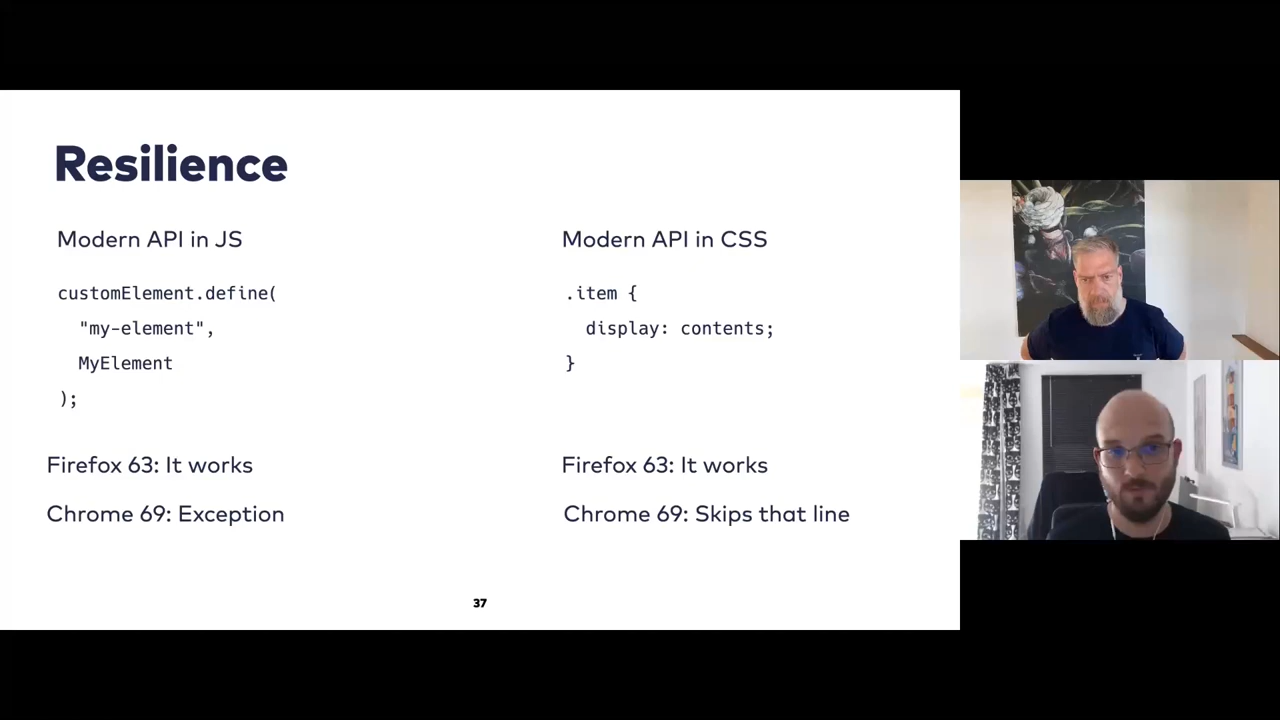 Resilience
Modern API in JS
customElement.define(
"my-element",
MyElement
);
Firefox 63: It works
Chrome 69: Exception
Modern API in CSS
.item {
display: contents;
}
Firefox 63: It works
Chrome 69: Skips that line
37